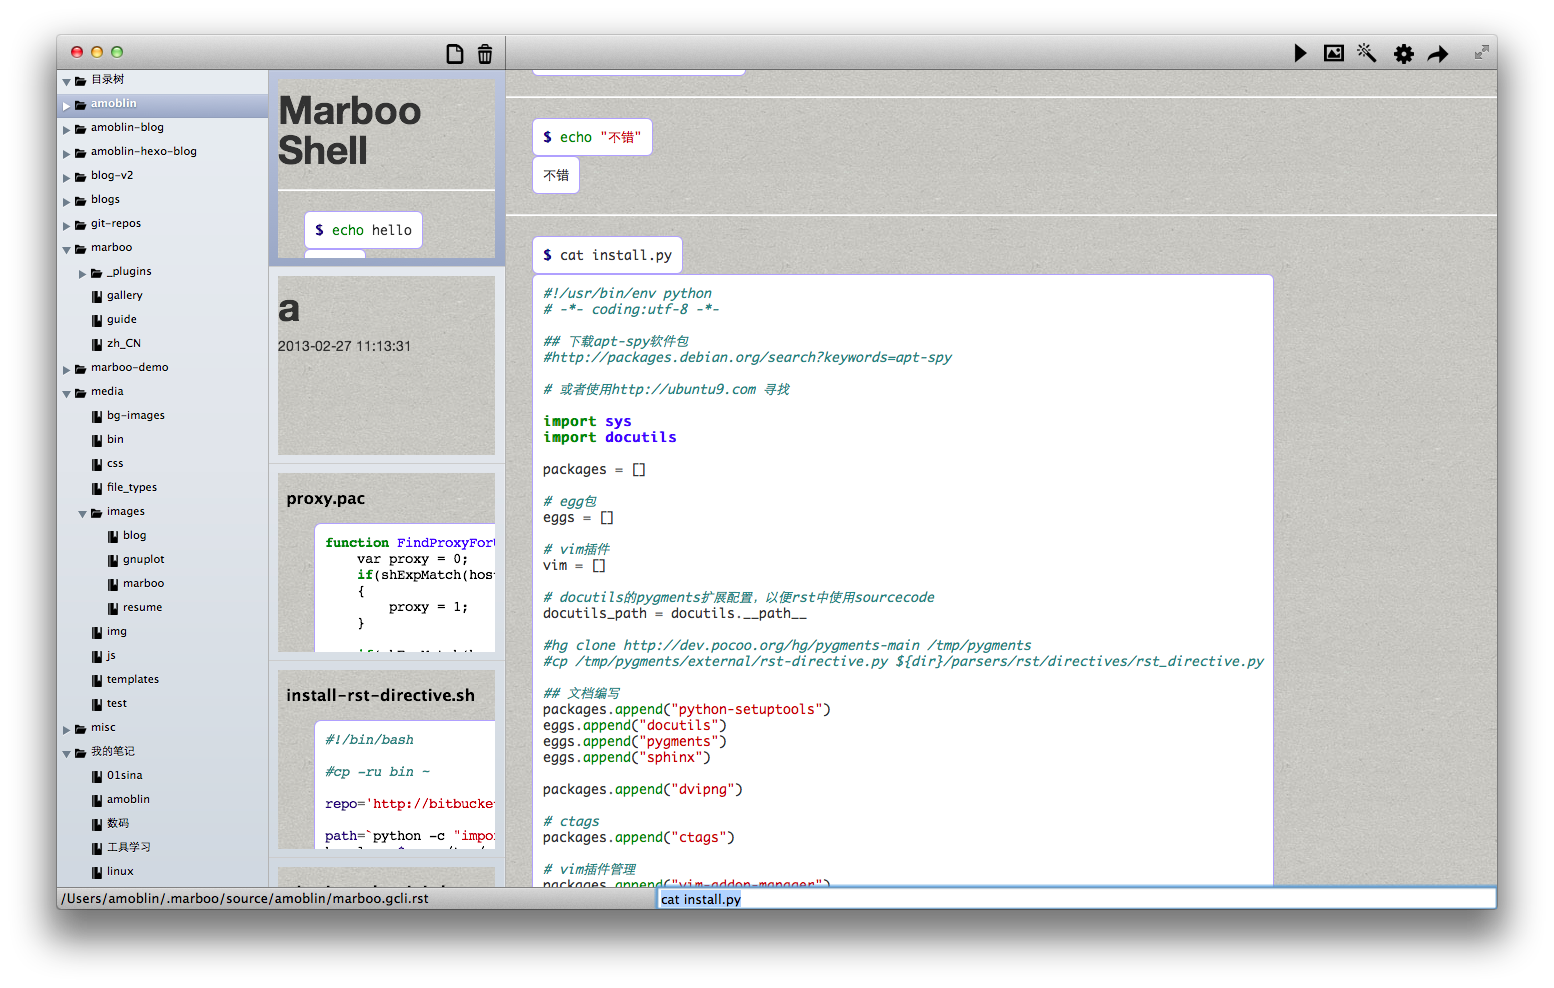 目录树
amoblin
amoblin-blog
amoblin-hexo-blog
blog-v2
blogs
git-repos
marboo
_plugins
gallery
guide
zh_CN
marboo-demo
media
bg-images
bin
css
file_types
images
blog
gnuplot
marboo
resume
img
js
templates
test
misc
我的笔记
01sina
amoblin
数码
工具学习
linux
Marboo
Shell
$ echo hello
a
2013-02-27 11:13:31
proxy.pac
function FindProxyForU
var proxy = 0;
if(shExpMatch(hos
{
proxy = 1;
}
install-rst-directive.sh
#!/bin/bash
#cp -ru bin ~
repo='http://bitbucke
path=`python -c "impo
$ echo "不错"
不错
$ cat install.py
#!/usr/bin/env python
# -*- coding:utf-8 -*-
## 下载apt-spy软件包
#http://packages.debian.org/search?keywords=apt-spy
# 或者使用http://ubuntu9.com 寻找
import sys
import docutils
packages = []
# egg包
eggs = []
# vim插件
vim = []
# docutils的pygments扩展配置，以便rst中使用sourcecode
docutils_path = docutils.__path__
#hg clone http://dev.pocoo.org/hg/pygments-main /tmp/pygments
#cp /tmp/pygments/external/rst-directive.py ${dir}/parsers/rst/directives/rst_directive.py
## 文档编写
packages.append("python-setuptools")
eggs.append("docutils")
eggs.append("pygments")
eggs.append("sphinx")
packages.append("dvipng")
# ctags
packages.append("ctags")
# vim插件管理
packages.append("vim-addon-manager")
/Users/amoblin/.marboo/source/amoblin/marboo.gcli.rst
cat install.py